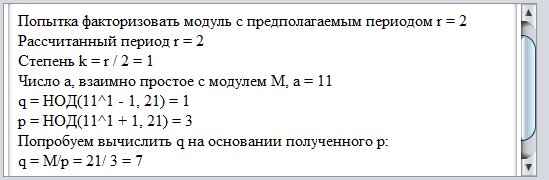 Попытка факторизовать модуль с предполагаемым периодом r = 2
Рассчитанный период r = 2
Степень k = r / 2 = 1
Число a, взаимно простое с модулем M, a = 11
q = НОД(11^1 - 1, 21) = 1
p = НОД(11^1 + 1, 21) = 3
Попробуем вычислить q на основании полученного p:
q = M/p = 21/ 3 = 7